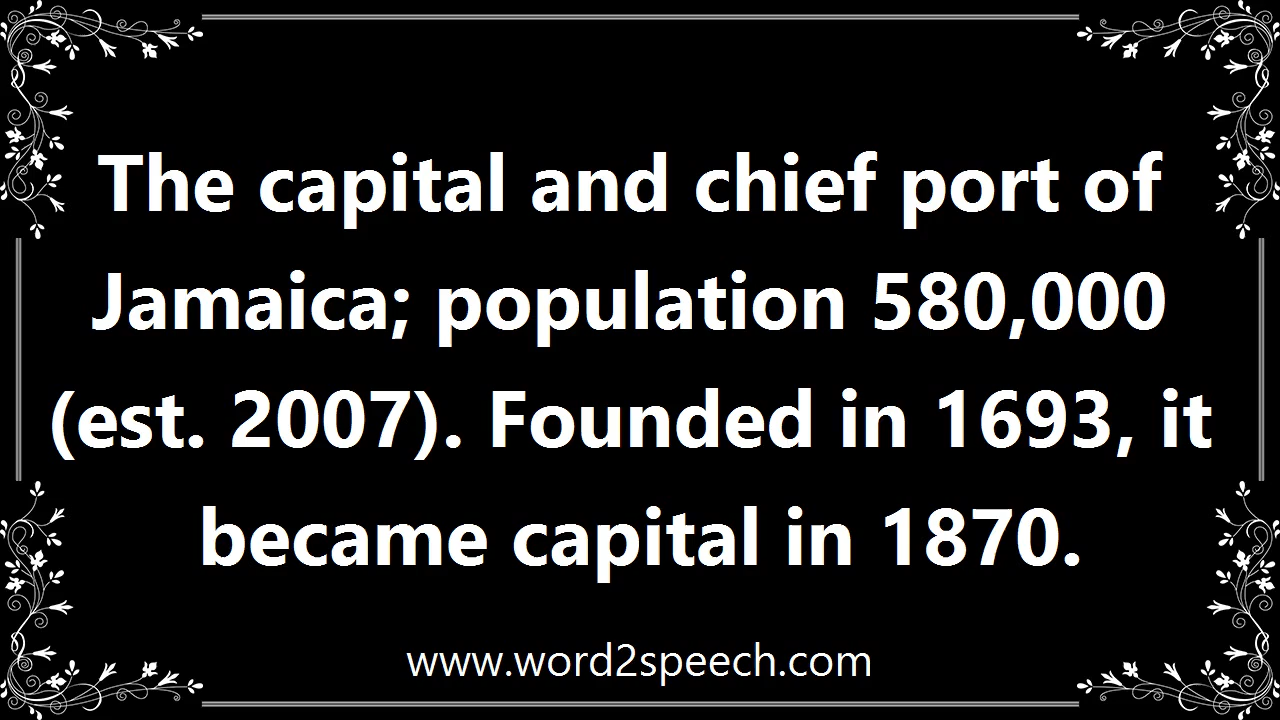 The capital and chief port of
Jamaica; population 580,000
(est. 2007). Founded in 1693, it
became capital in 1870.
www.word2speech.com